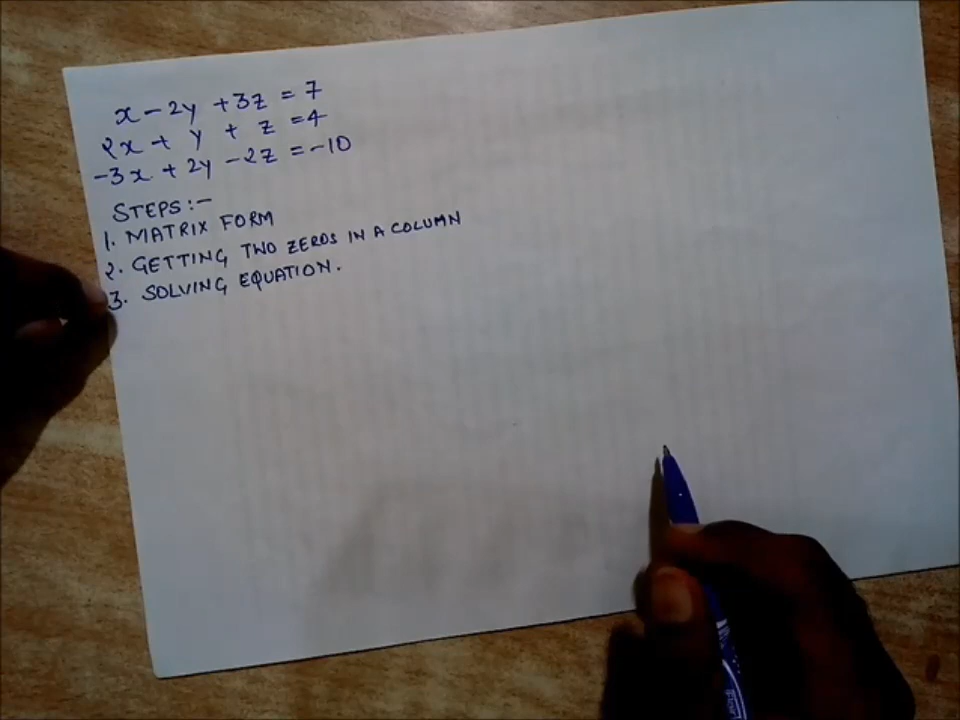 x - 2y + 3z = 7
2x + y + z = 4
-3x + 2y - 2z = -10
STEPS:-
1. MATRIX FORM
2. GETTING TWO ZEROS IN A COLUMN
3. SOLVING EQUATION.